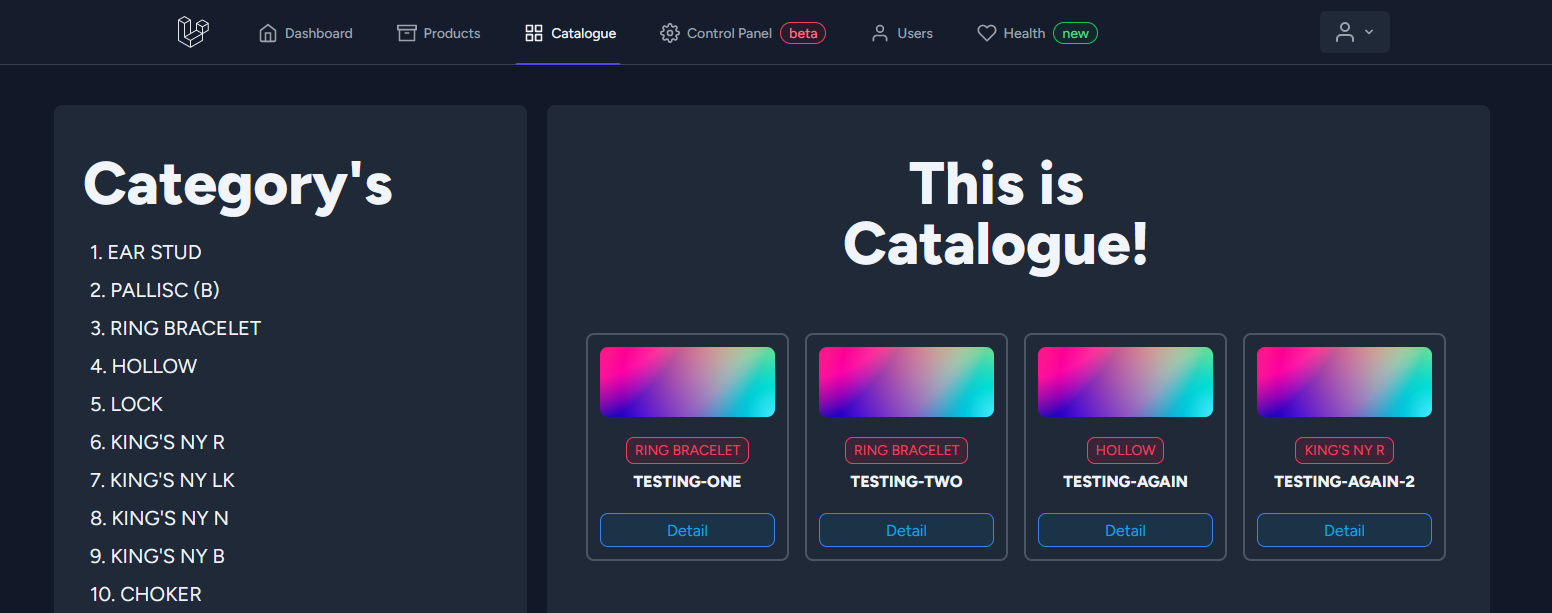 Dashboard Products Catalogue Control Panel beta Users Health new
Category's
1. EAR STUD
2. PALLISC (B)
3. RING BRACELET
4. HOLLOW
5. LOCK
6. KING'S NY R
7. KING'S NY LK
8. KING'S NY N
9. KING'S NY B
10. CHOKER
This is
Catalogue!
RING BRACELET
TESTING-ONE
Detail
RING BRACELET
TESTING-TWO
Detail
HOLLOW
TESTING-AGAIN
Detail
KING'S NY R
TESTING-AGAIN-2
Detail